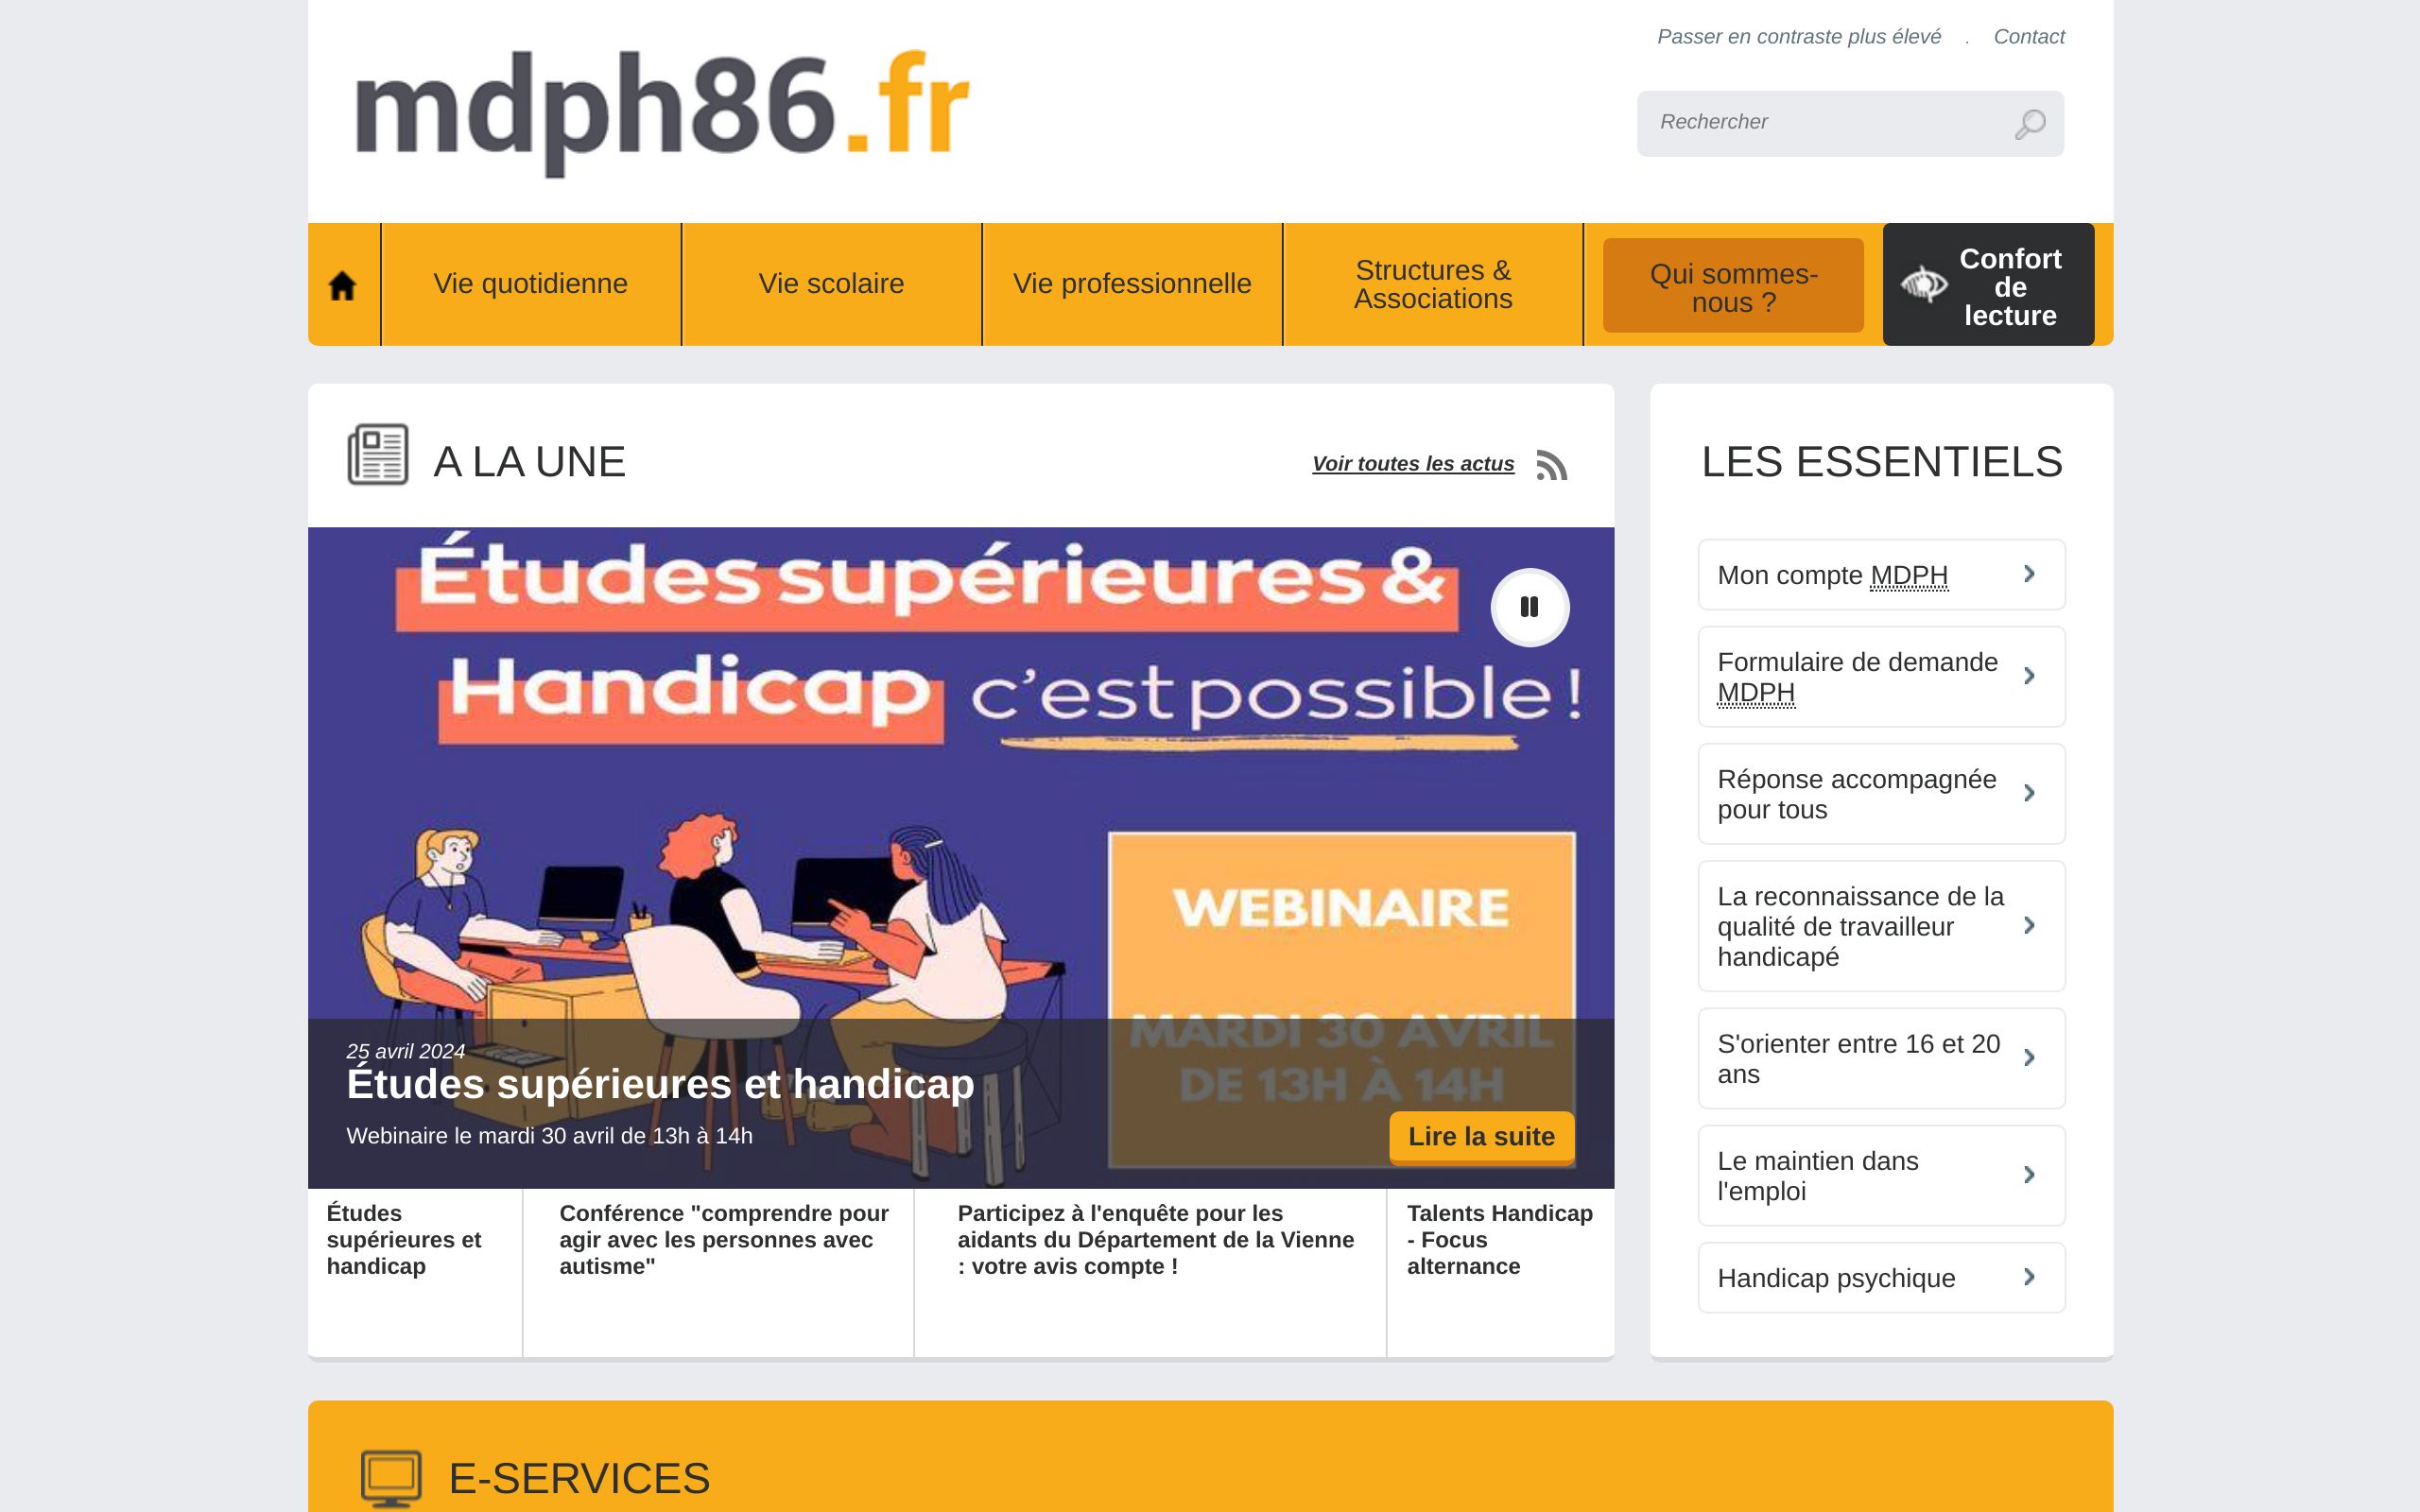 mdph86.fr
Passer en contraste plus élevé . Contact
Rechercher
Vie quotidienne
Vie scolaire
Vie professionnelle
Structures &
Associations
Qui sommes-
nous ?
Confort
de
lecture
A LA UNE
Voir toutes les actus
Études supérieures &
Handicap c'est possible !
WEBINAIRE
MARDI 30 AVRIL
DE 13H À 14H
25 avril 2024
Études supérieures et handicap
Webinaire le mardi 30 avril de 13h à 14h
Lire la suite
Études
supérieures et
handicap
Conférence "comprendre pour
agir avec les personnes avec
autisme"
Participez à l'enquête pour les
aidants du Département de la Vienne
: votre avis compte !
Talents Handicap
- Focus
alternance
LES ESSENTIELS
Mon compte MDPH
Formulaire de demande
MDPH
Réponse accompagnée
pour tous
La reconnaissance de la
qualité de travailleur
handicapé
S'orienter entre 16 et 20
ans
Le maintien dans
l'emploi
Handicap psychique
E-SERVICES